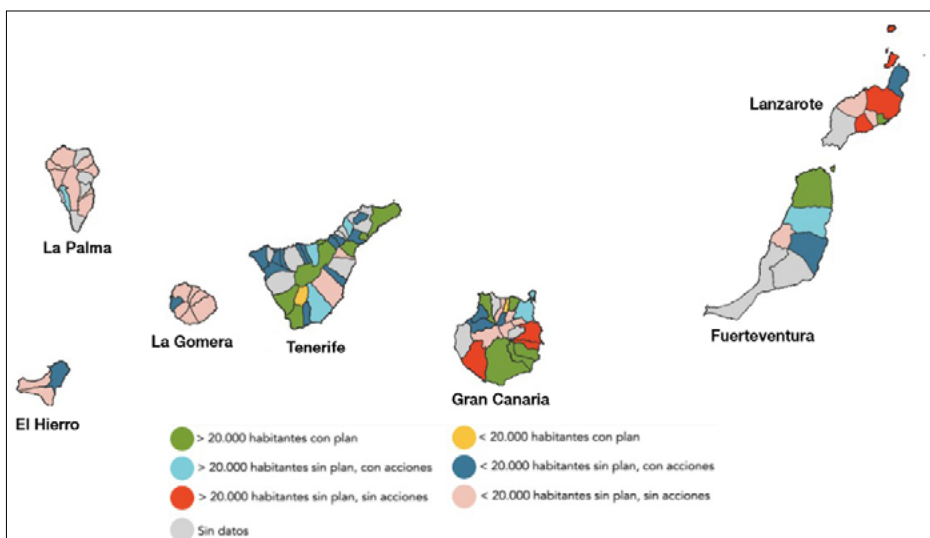 Lanzarote
La Palma
La Gomera
Tenerife
Fuerteventura
El Hierro
Gran Canaria
> 20.000 habitantes con plan
< 20.000 habitantes con plan
> 20.000 habitantes sin plan, con acciones
< 20.000 habitantes sin plan, con acciones
> 20.000 habitantes sin plan, sin acciones
< 20.000 habitantes sin plan, sin acciones
Sin datos